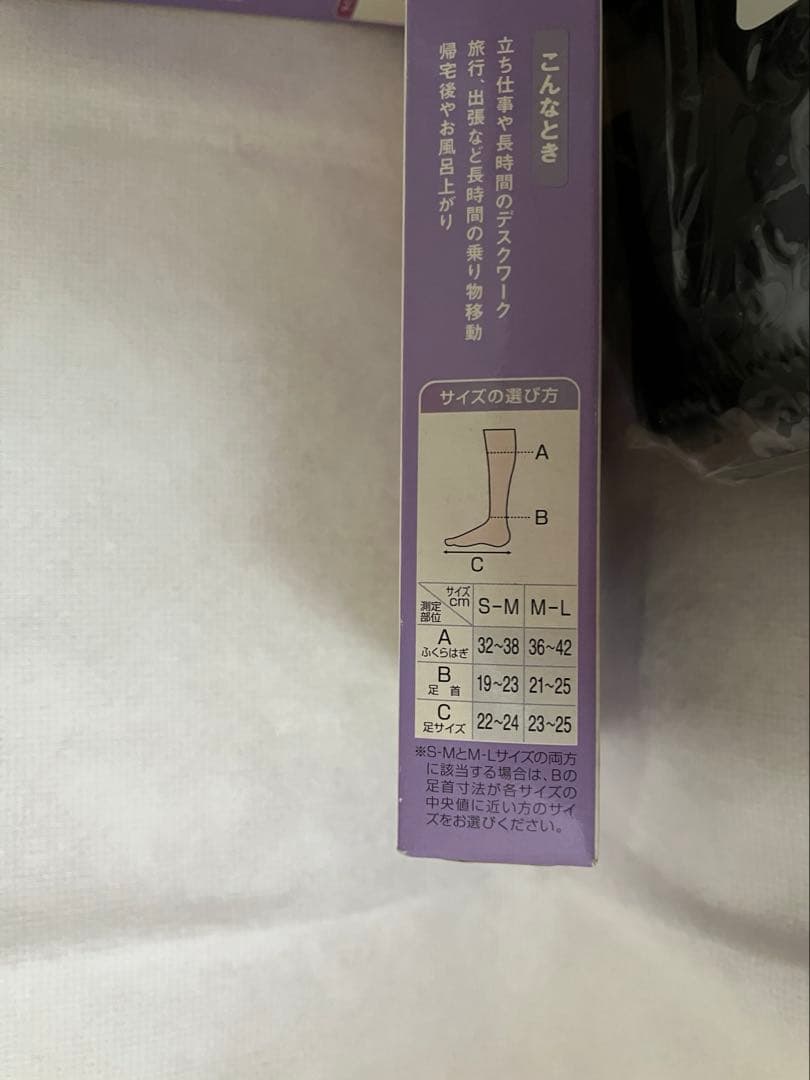 こんなとき
立ち仕事や長時間のデスクワーク
旅行、出張など長時間の乗り物移動
帰宅後やお風呂上がり
サイズの選び方
A
B
C
サイズcm 測定部位 S-M M-L
A ふくらはぎ 32~38 36~42
B 足首 19~23 21~25
C 足サイズ 22~24 23~25
※S-MとM-Lサイズの両方
に該当する場合は、Bの
足首寸法が各サイズの
中央値に近い方のサイ
ズをお選びください。